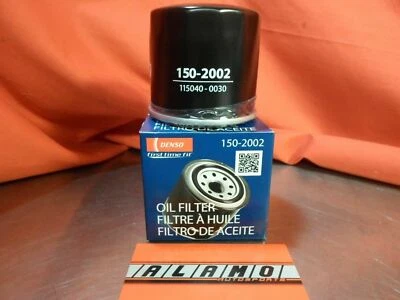 150-2002
115040-0030
FILTRO DE ACEITE
DENSO
first time fit
150-2002
OIL FILTER
FILTRE À HUILE
FILTRO DE ACEITE
ALAMO
MOTORSPORTS